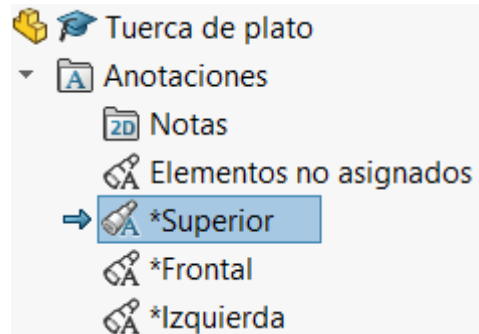 Tuerca de plato
Anotaciones
2D Notas
Elementos no asignados
*Superior
*Frontal
*Izquierda